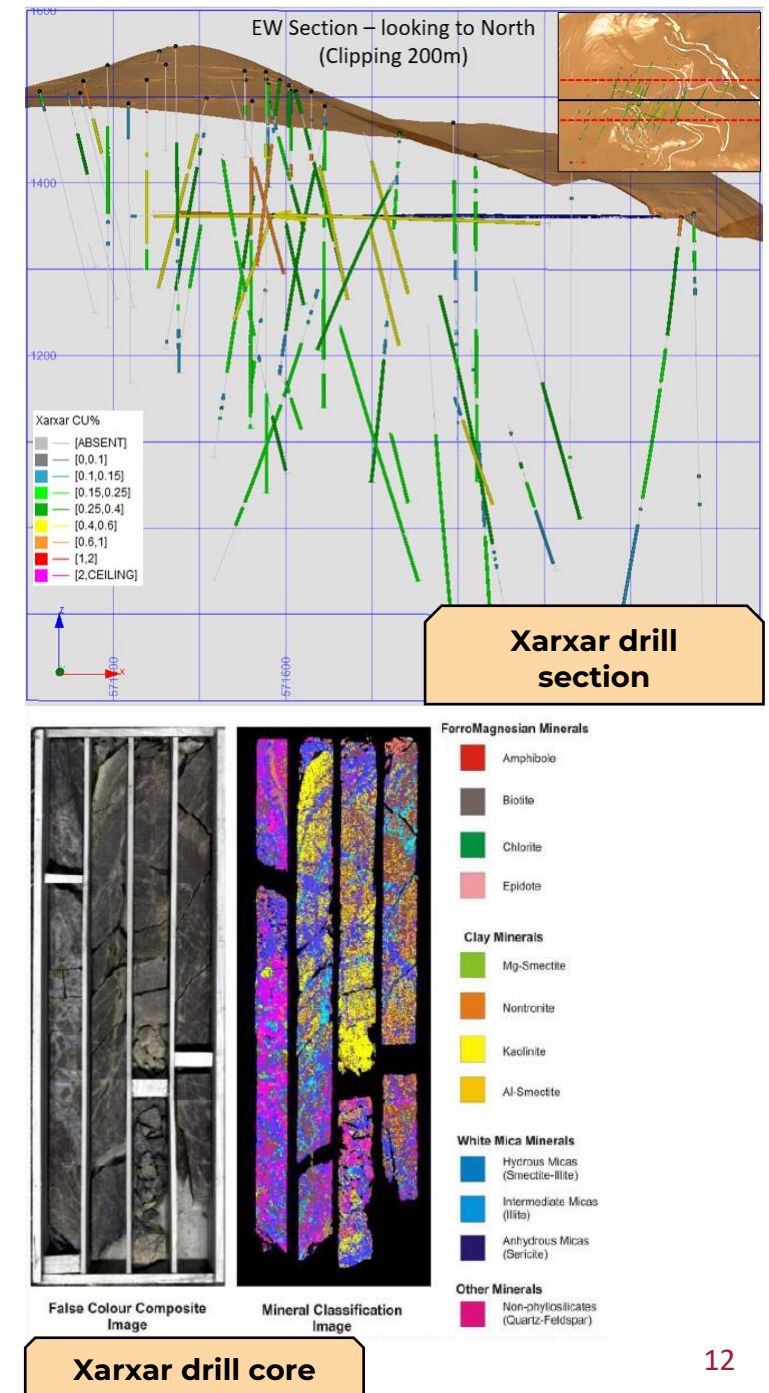 1600
EW Section – looking to North
(Clipping 200m)
1400
1200
Xarxar CU%
[ABSENT]
[0,0.1]
[0.1,0.15]
[0.15,0.25]
[0.25,0.4]
[0.4,0.6]
[0.6,1]
[1,2]
[2,CEILING]
Z
X
571600
Xarxar drill
section
FerroMagnesian Minerals
Amphibole
Biotite
Chlorite
Epidote
Clay Minerals
Mg-Smectite
Nontronite
Kaolinite
Al-Smectite
White Mica Minerals
Hydrous Micas
(Smectite-Illite)
Intermediate Micas
(Illite)
Anhydrous Micas
(Sericite)
Other Minerals
Non-phyllosilicates
(Quartz-Feldspar)
False Colour Composite
Image
Mineral Classification
Image
Xarxar drill core
12